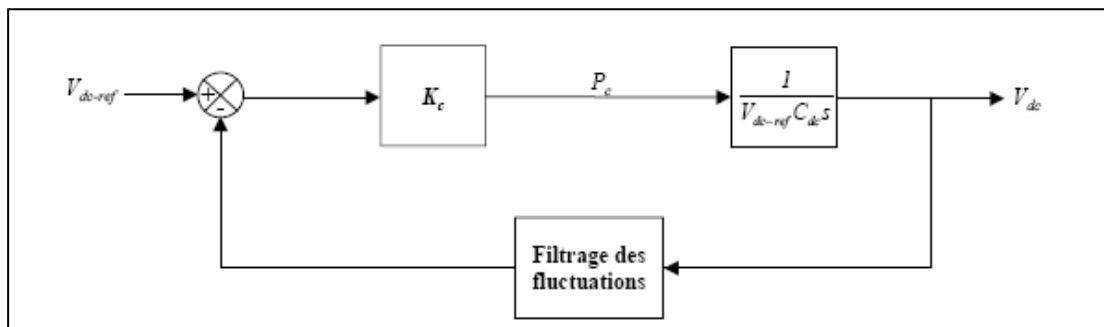 V_dc-ref
+
-
K_c
P_c
1
V_dc-ref C_dc s
V_dc
Filtrage des
fluctuations